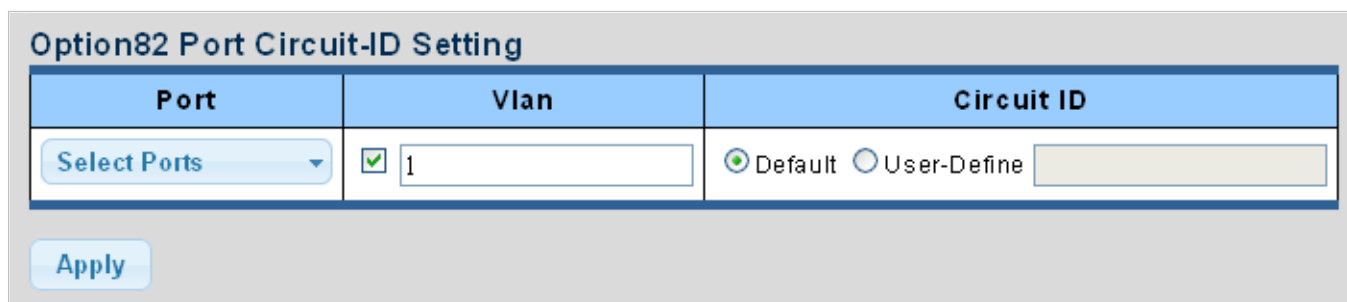 Option82 Port Circuit-ID Setting
Port Vlan Circuit ID
Select Ports 1 Default User-Define
Apply